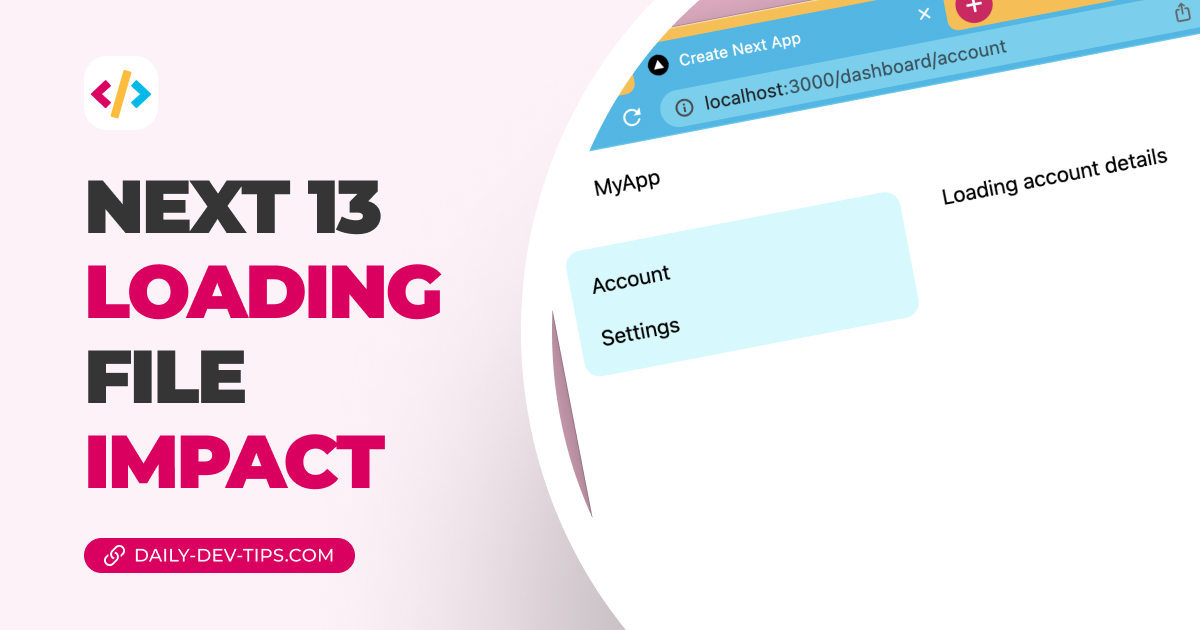 NEXT 13
LOADING
FILE
IMPACT
DAILY-DEV-TIPS.COM
Create Next App
localhost:3000/dashboard/account
MyApp
Loading account details
Account
Settings